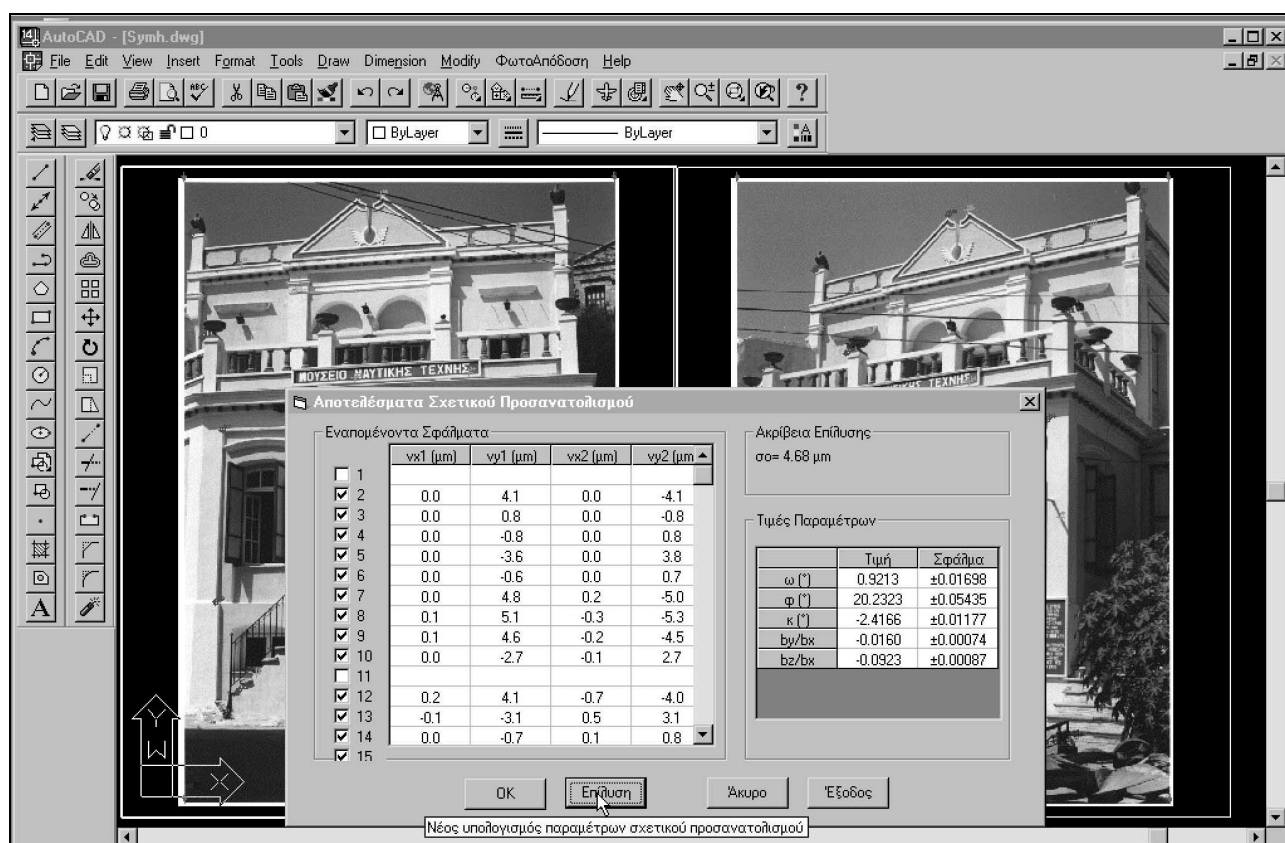 AutoCAD - [Symh.dwg]
File Edit View Insert Format Tools Draw Dimension Modify ΦωτοΑπόδοση Help
0 ByLayer ByLayer
ΜΟΥΣΕΙΟ ΝΑΥΤΙΚΗΣ ΤΕΧΝΗΣ
ΤΕΧΝΗΣ
Αποτελέσματα Σχετικού Προσανατολισμού
Εναπομένοντα Σφάλματα
vx1 (μm) vy1 (μm) vx2 (μm) vy2 (μm
1
2 0.0 4.1 0.0 -4.1
3 0.0 0.8 0.0 -0.8
4 0.0 -0.8 0.0 0.8
5 0.0 -3.6 0.0 3.8
6 0.0 -0.6 0.0 0.7
7 0.0 4.8 0.2 -5.0
8 0.1 5.1 -0.3 -5.3
9 0.1 4.6 -0.2 -4.5
10 0.0 -2.7 -0.1 2.7
11
12 0.2 4.1 -0.7 -4.0
13 -0.1 -3.1 0.5 3.1
14 0.0 -0.7 0.1 0.8
15
Ακρίβεια Επίλυσης
σο= 4.68 μm
Τιμές Παραμέτρων
Τιμή Σφάλμα
ω (°) 0.9213 ±0.01698
φ (°) 20.2323 ±0.05435
κ (°) -2.4166 ±0.01177
by/bx -0.0160 ±0.00074
bz/bx -0.0923 ±0.00087
OK Επίλυση Άκυρο Έξοδος
Νέος υπολογισμός παραμέτρων σχετικού προσανατολισμού
Y
W
X